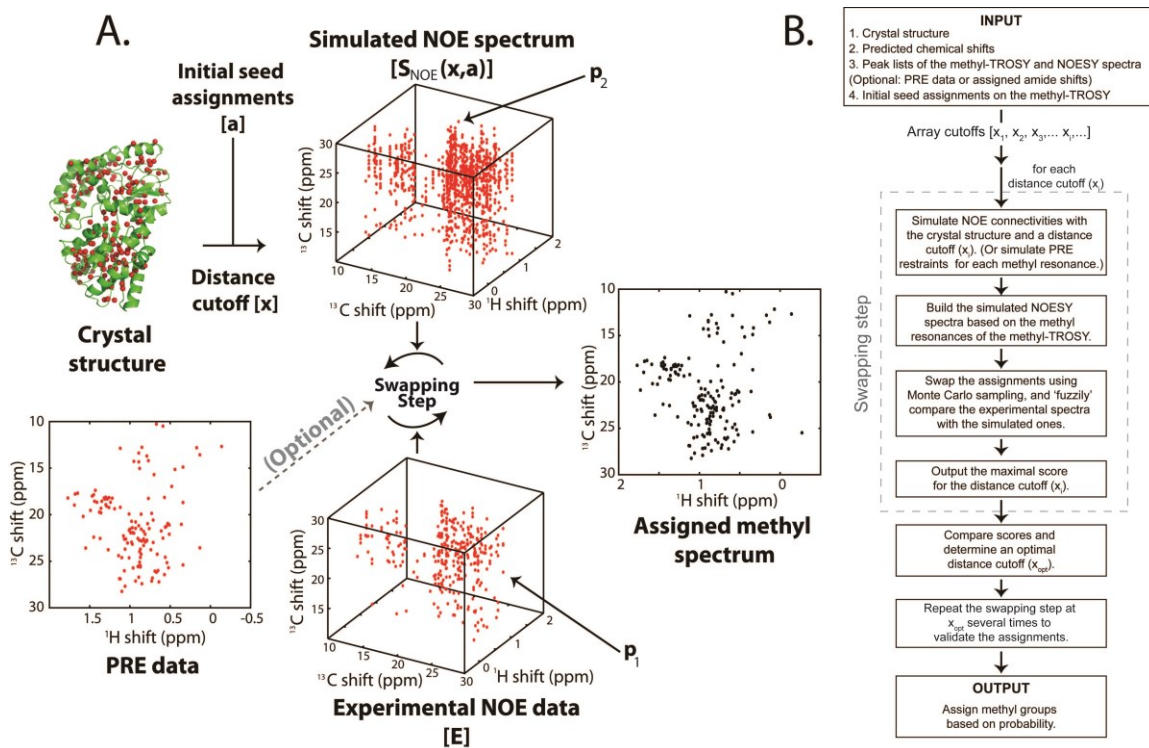 A.
Simulated NOE spectrum
[S_NOE(x,a)]
Initial seed
assignments
[a]
p₂
30
25
20
15
¹³C shift (ppm)
10
15
20
25
30
¹³C shift (ppm)
0
1
2
¹H shift (ppm)
Distance
cutoff [x]
Crystal
structure
Swapping
Step
(Optional)
10
15
20
25
30
¹³C shift (ppm)
1.5
1
0.5
0
-0.5
¹H shift (ppm)
PRE data
30
25
20
15
¹³C shift (ppm)
10
15
20
25
30
¹³C shift (ppm)
0
1
2
¹H shift (ppm)
p₁
Experimental NOE data
[E]
10
15
20
25
30
¹³C shift (ppm)
2
1
0
¹H shift (ppm)
Assigned methyl
spectrum
B.
INPUT
1. Crystal structure
2. Predicted chemical shifts
3. Peak lists of the methyl-TROSY and NOESY spectra
(Optional: PRE data or assigned amide shifts)
4. Initial seed assignments on the methyl-TROSY
Array cutoffs [x₁, x₂, x₃,... xᵢ,...]
for each
distance cutoff (xᵢ)
Swapping step
Simulate NOE connectivities with
the crystal structure and a distance
cutoff (xᵢ). (Or simulate PRE
restraints for each methyl resonance.)
Build the simulated NOESY
spectra based on the methyl
resonances of the methyl-TROSY.
Swap the assignments using
Monte Carlo sampling, and 'fuzzily'
compare the experimental spectra
with the simulated ones.
Output the maximal score
for the distance cutoff (xᵢ).
Compare scores and
determine an optimal
distance cutoff (x_opt).
Repeat the swapping step at
x_opt several times to
validate the assignments.
OUTPUT
Assign methyl groups
based on probability.